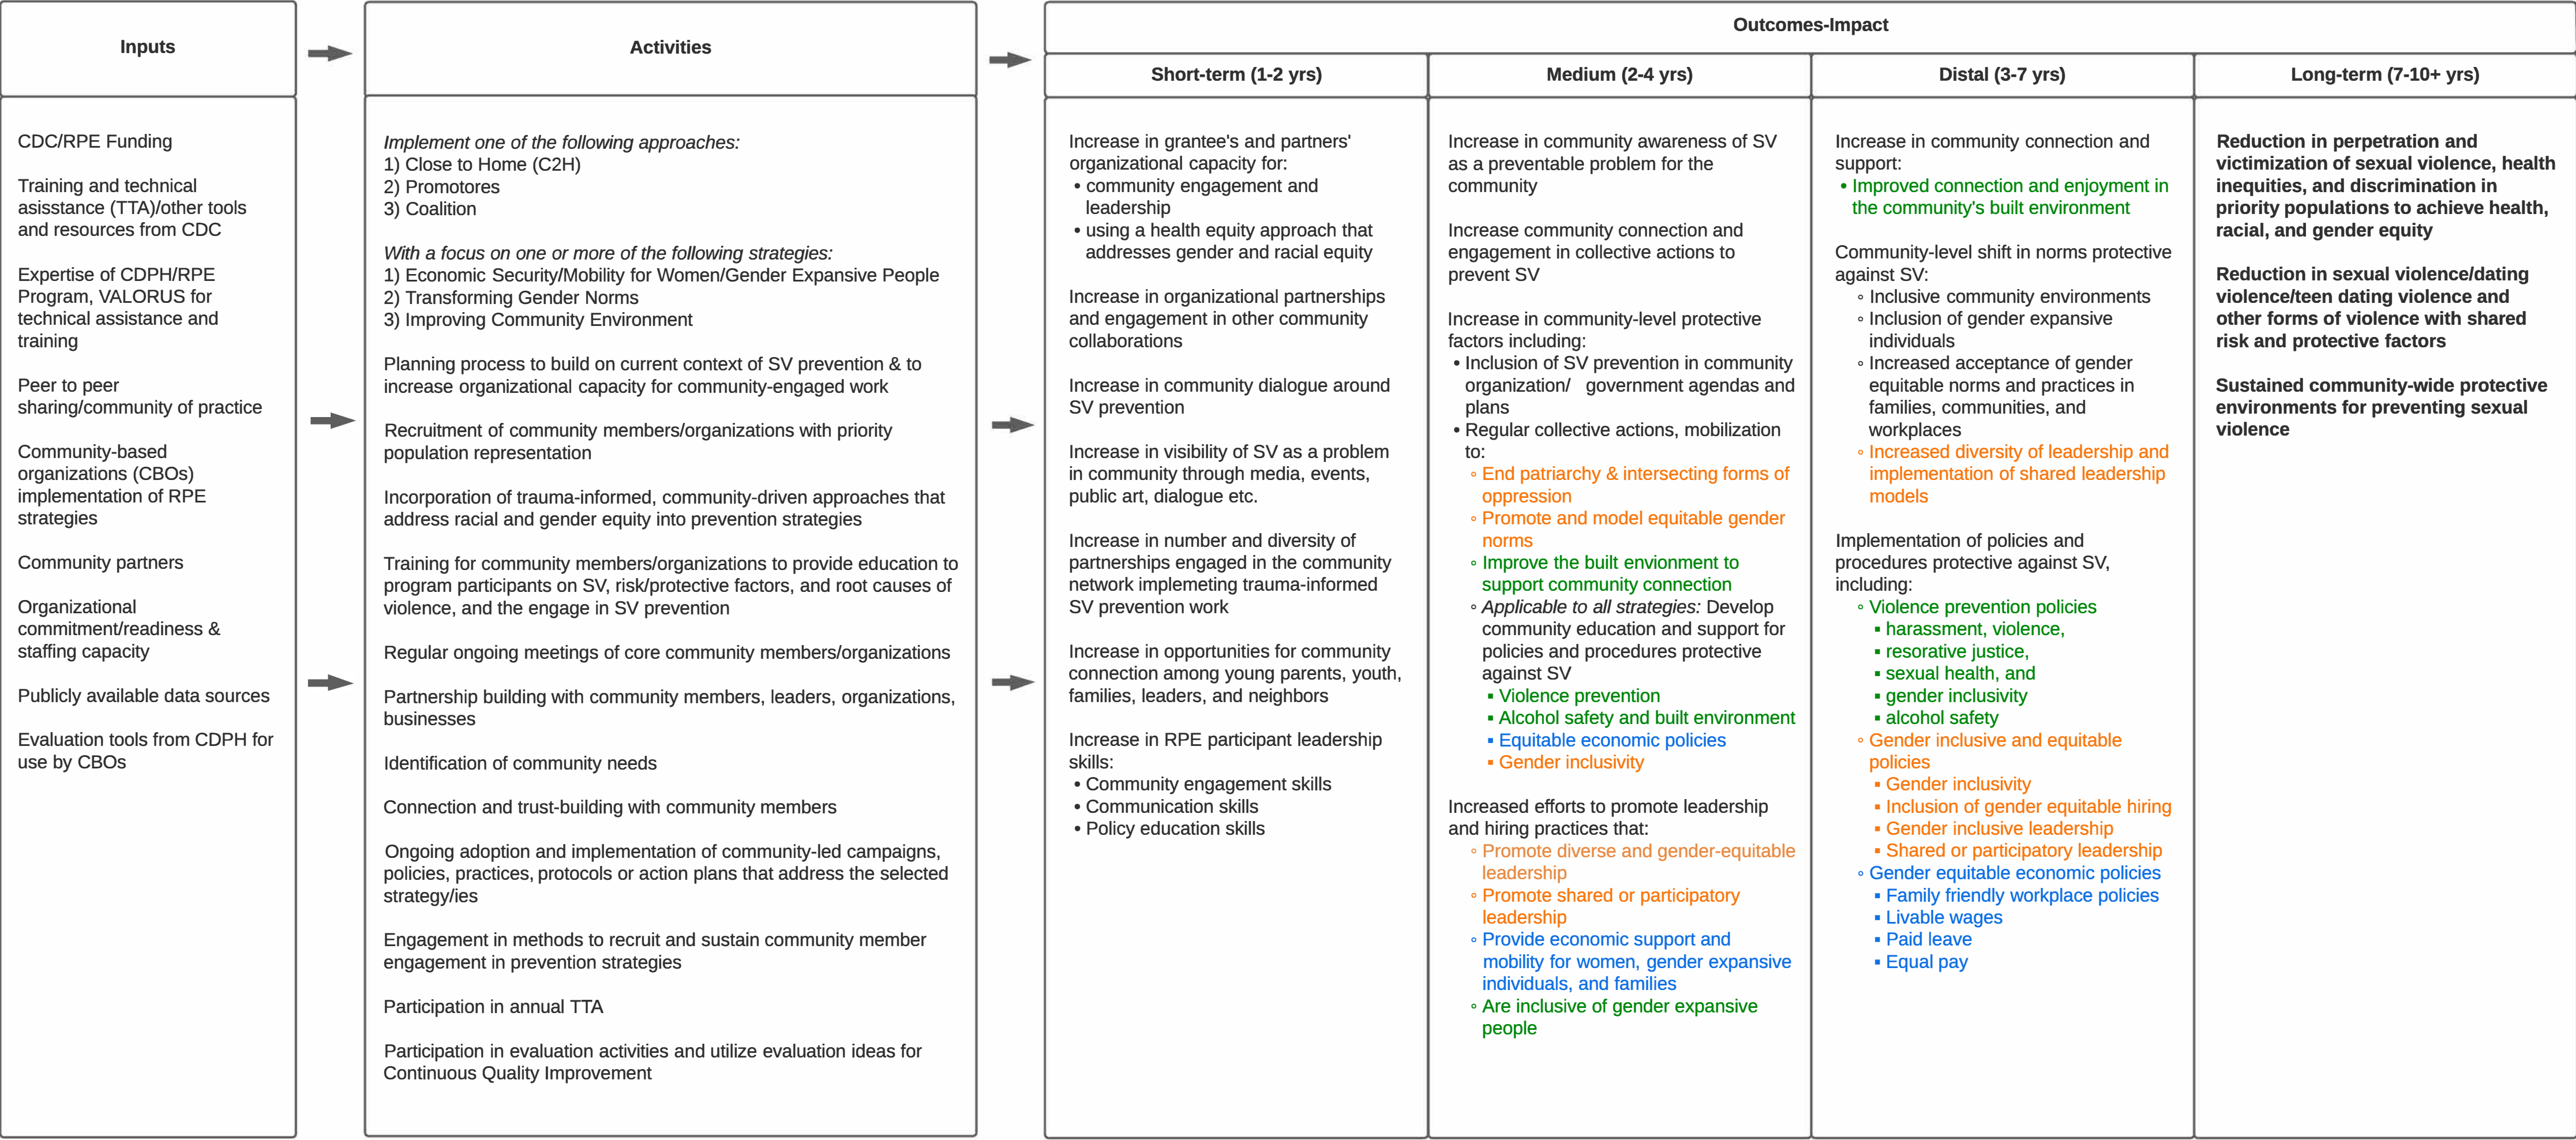 Inputs
CDC/RPE Funding
Training and technical
asisstance (TTA)/other tools
and resources from CDC
Expertise of CDPH/RPE
Program, VALORUS for
technical assistance and
training
Peer to peer
sharing/community of practice
Community-based
organizations (CBOs)
implementation of RPE
strategies
Community partners
Organizational
commitment/readiness &
staffing capacity
Publicly available data sources
Evaluation tools from CDPH for
use by CBOs
Activities
Implement one of the following approaches:
1) Close to Home (C2H)
2) Promotores
3) Coalition
With a focus on one or more of the following strategies:
1) Economic Security/Mobility for Women/Gender Expansive People
2) Transforming Gender Norms
3) Improving Community Environment
Planning process to build on current context of SV prevention & to
increase organizational capacity for community-engaged work
Recruitment of community members/organizations with priority
population representation
Incorporation of trauma-informed, community-driven approaches that
address racial and gender equity into prevention strategies
Training for community members/organizations to provide education to
program participants on SV, risk/protective factors, and root causes of
violence, and the engage in SV prevention
Regular ongoing meetings of core community members/organizations
Partnership building with community members, leaders, organizations,
businesses
Identification of community needs
Connection and trust-building with community members
Ongoing adoption and implementation of community-led campaigns,
policies, practices, protocols or action plans that address the selected
strategy/ies
Engagement in methods to recruit and sustain community member
engagement in prevention strategies
Participation in annual TTA
Participation in evaluation activities and utilize evaluation ideas for
Continuous Quality Improvement
Outcomes-Impact
Short-term (1-2 yrs)
Increase in grantee's and partners'
organizational capacity for:
• community engagement and
leadership
• using a health equity approach that
addresses gender and racial equity
Increase in organizational partnerships
and engagement in other community
collaborations
Increase in community dialogue around
SV prevention
Increase in visibility of SV as a problem
in community through media, events,
public art, dialogue etc.
Increase in number and diversity of
partnerships engaged in the community
network implemeting trauma-informed
SV prevention work
Increase in opportunities for community
connection among young parents, youth,
families, leaders, and neighbors
Increase in RPE participant leadership
skills:
• Community engagement skills
• Communication skills
• Policy education skills
Medium (2-4 yrs)
Increase in community awareness of SV
as a preventable problem for the
community
Increase community connection and
engagement in collective actions to
prevent SV
Increase in community-level protective
factors including:
• Inclusion of SV prevention in community
organization/ government agendas and
plans
• Regular collective actions, mobilization
to:
◦ End patriarchy & intersecting forms of
oppression
◦ Promote and model equitable gender
norms
◦ Improve the built envionment to
support community connection
◦ Applicable to all strategies: Develop
community education and support for
policies and procedures protective
against SV
▪ Violence prevention
▪ Alcohol safety and built environment
▪ Equitable economic policies
▪ Gender inclusivity
Increased efforts to promote leadership
and hiring practices that:
◦ Promote diverse and gender-equitable
leadership
◦ Promote shared or participatory
leadership
◦ Provide economic support and
mobility for women, gender expansive
individuals, and families
◦ Are inclusive of gender expansive
people
Distal (3-7 yrs)
Increase in community connection and
support:
• Improved connection and enjoyment in
the community's built environment
Community-level shift in norms protective
against SV:
◦ Inclusive community environments
◦ Inclusion of gender expansive
individuals
◦ Increased acceptance of gender
equitable norms and practices in
families, communities, and
workplaces
◦ Increased diversity of leadership and
implementation of shared leadership
models
Implementation of policies and
procedures protective against SV,
including:
◦ Violence prevention policies
▪ harassment, violence,
▪ resorative justice,
▪ sexual health, and
▪ gender inclusivity
▪ alcohol safety
◦ Gender inclusive and equitable
policies
▪ Gender inclusivity
▪ Inclusion of gender equitable hiring
▪ Gender inclusive leadership
▪ Shared or participatory leadership
◦ Gender equitable economic policies
▪ Family friendly workplace policies
▪ Livable wages
▪ Paid leave
▪ Equal pay
Long-term (7-10+ yrs)
Reduction in perpetration and
victimization of sexual violence, health
inequities, and discrimination in
priority populations to achieve health,
racial, and gender equity
Reduction in sexual violence/dating
violence/teen dating violence and
other forms of violence with shared
risk and protective factors
Sustained community-wide protective
environments for preventing sexual
violence